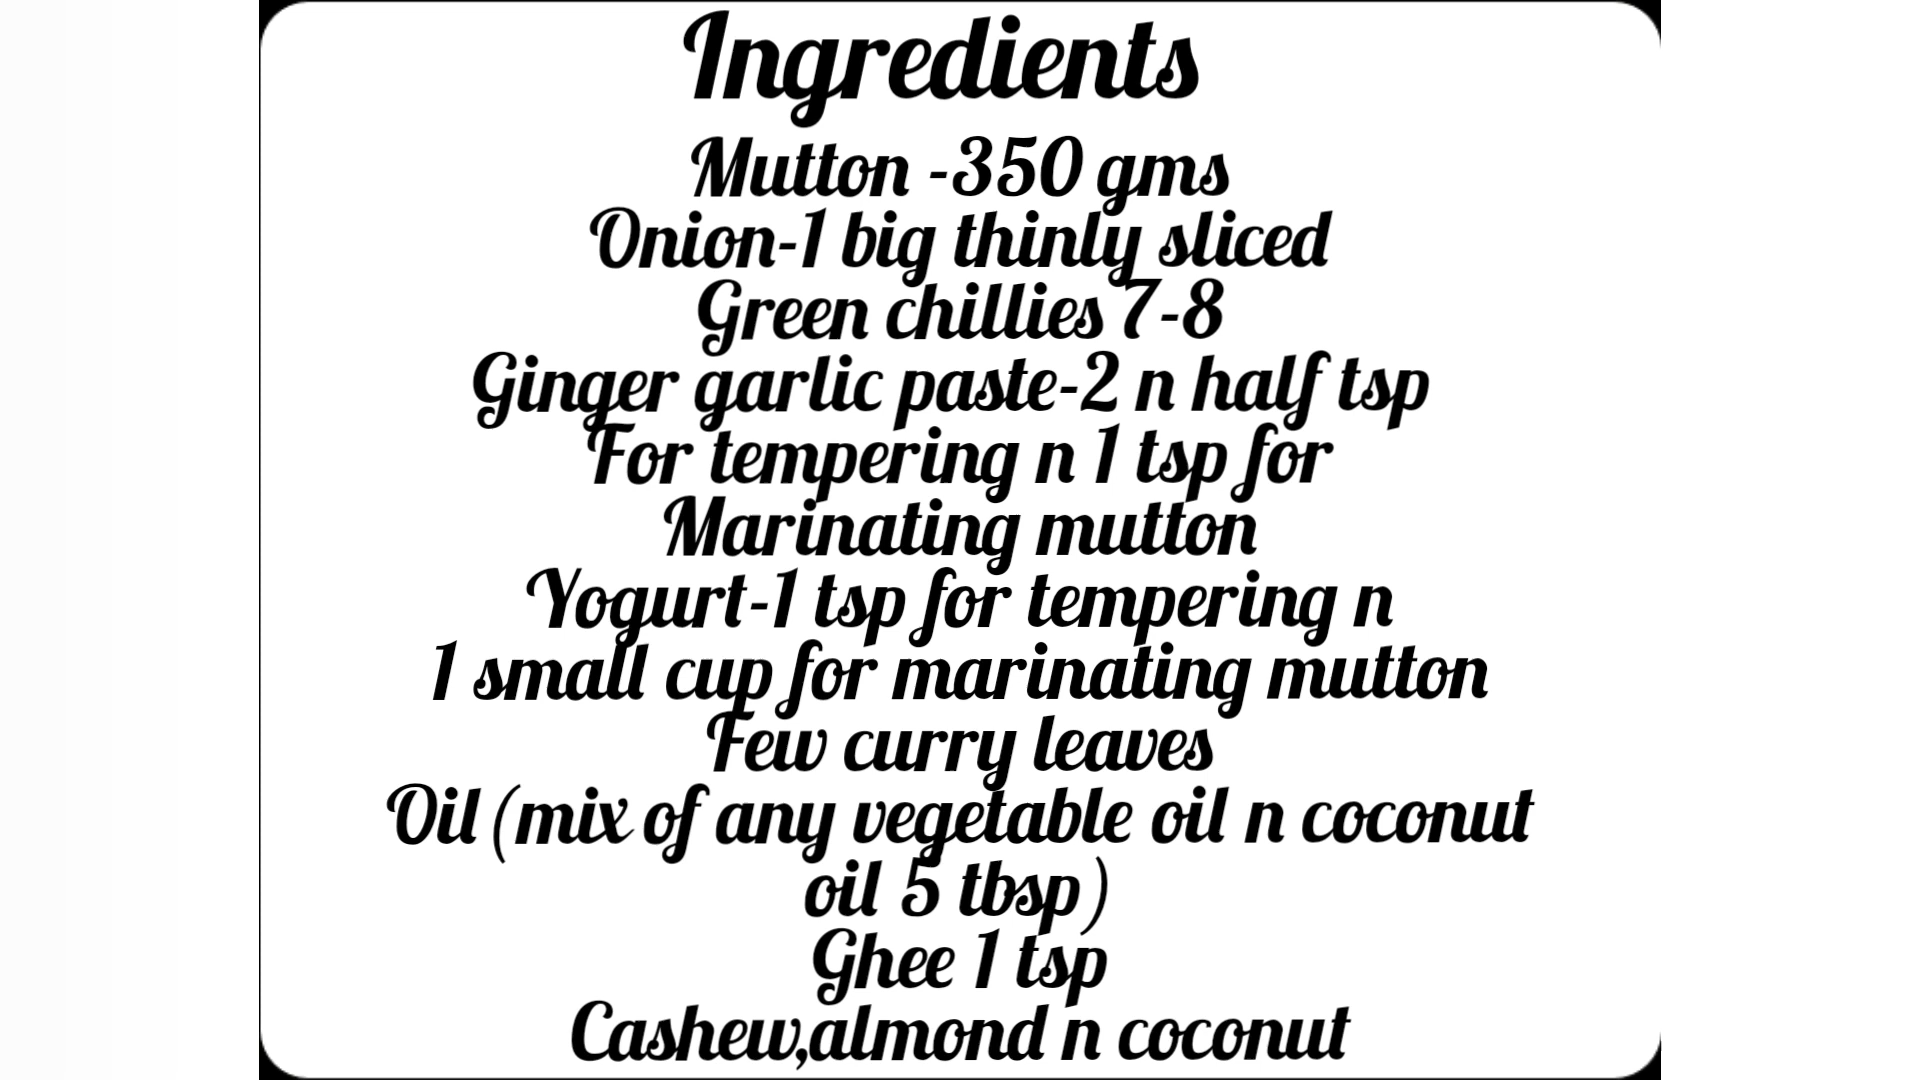 Ingredients
Mutton -350 gms
Onion-1 big thinly sliced
Green chillies 7-8
Ginger garlic paste-2 n half tsp
For tempering n 1 tsp for
Marinating mutton
Yogurt-1 tsp for tempering n
1 small cup for marinating mutton
Few curry leaves
Oil (mix of any vegetable oil n coconut
oil 5 tbsp)
Ghee 1 tsp
Cashew,almond n coconut